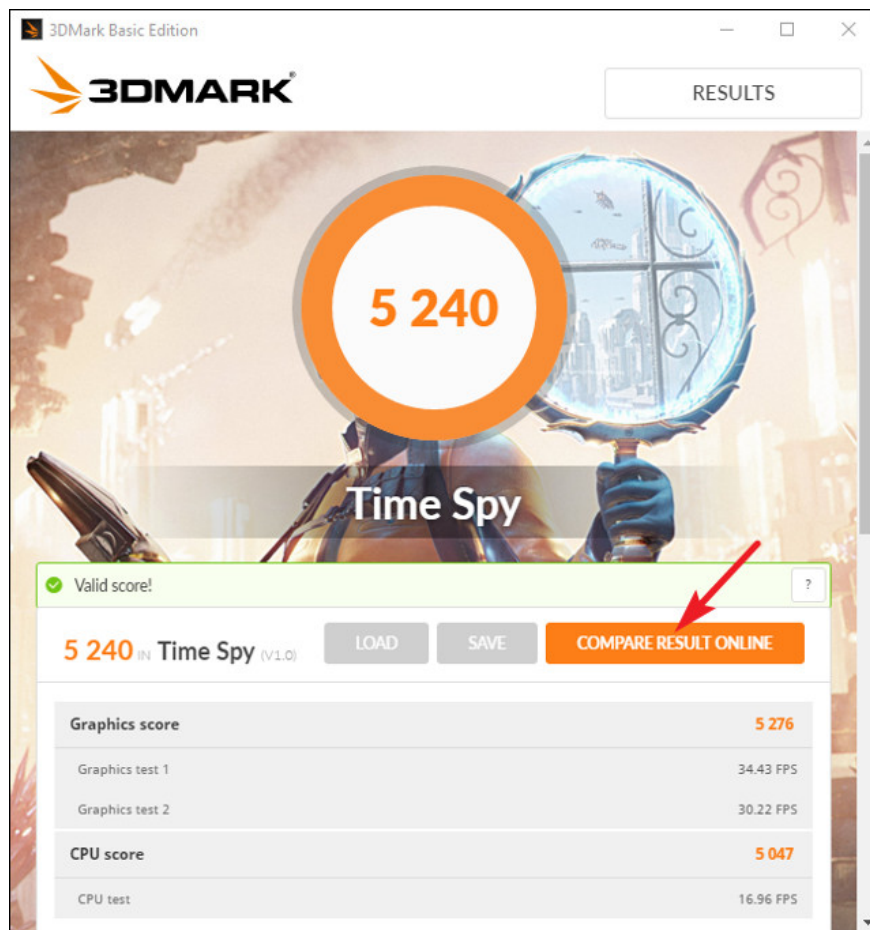 3DMark Basic Edition
3DMARK®
RESULTS
5 240
Time Spy
Valid score!
?
5 240 IN Time Spy (V1.0)
LOAD
SAVE
COMPARE RESULT ONLINE
Graphics score 5 276
Graphics test 1 34.43 FPS
Graphics test 2 30.22 FPS
CPU score 5 047
CPU test 16.96 FPS